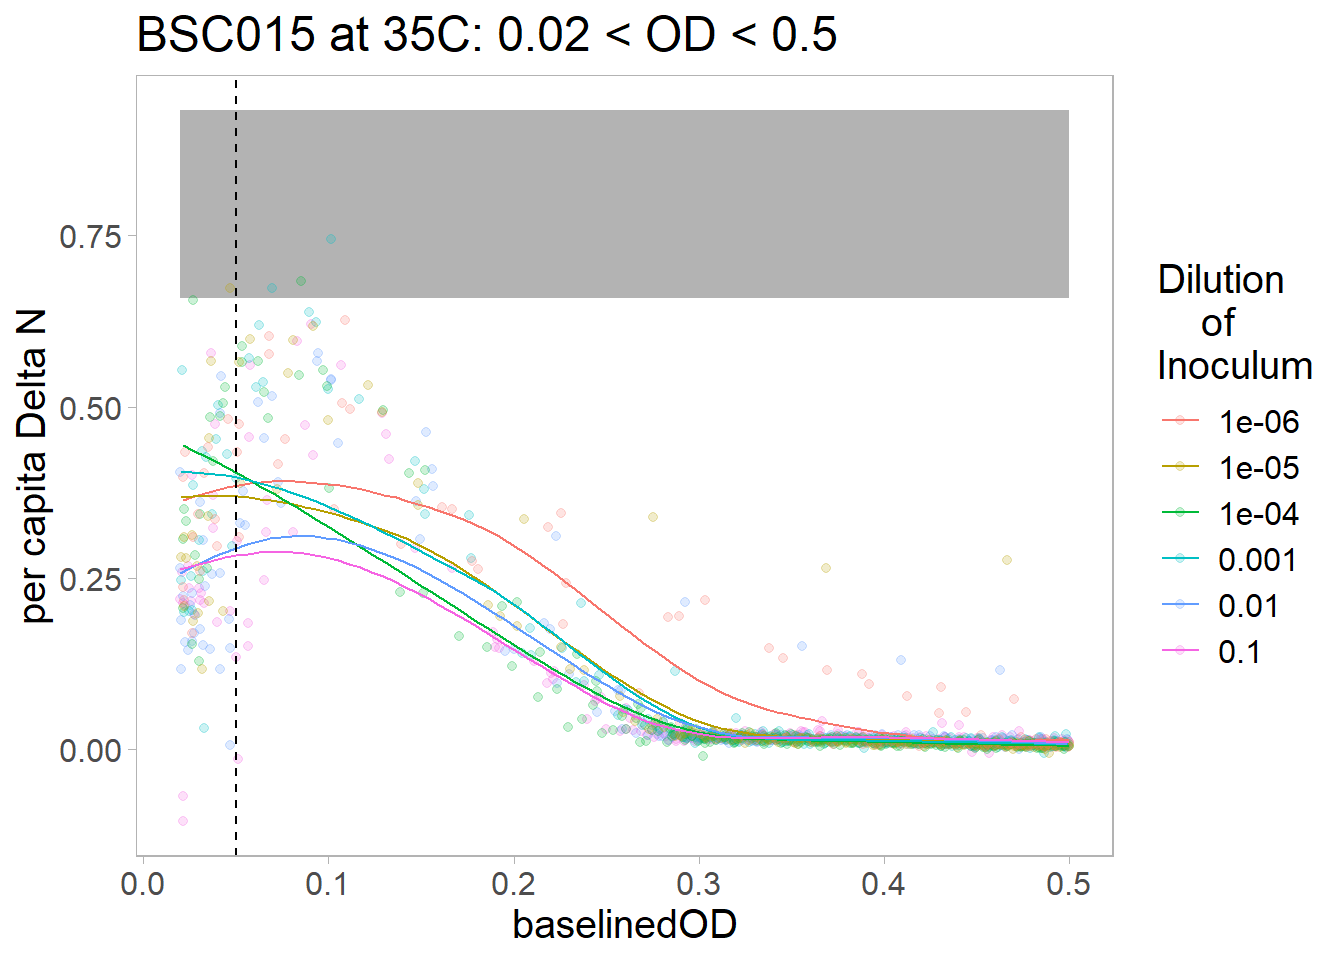 BSC015 at 35C: 0.02 < OD < 0.5
per capita Delta N
0.75
0.50
0.25
0.00
0.0
0.1
0.2
0.3
0.4
0.5
baselinedOD
Dilution
of
Inoculum
1e-06
1e-05
1e-04
0.001
0.01
0.1